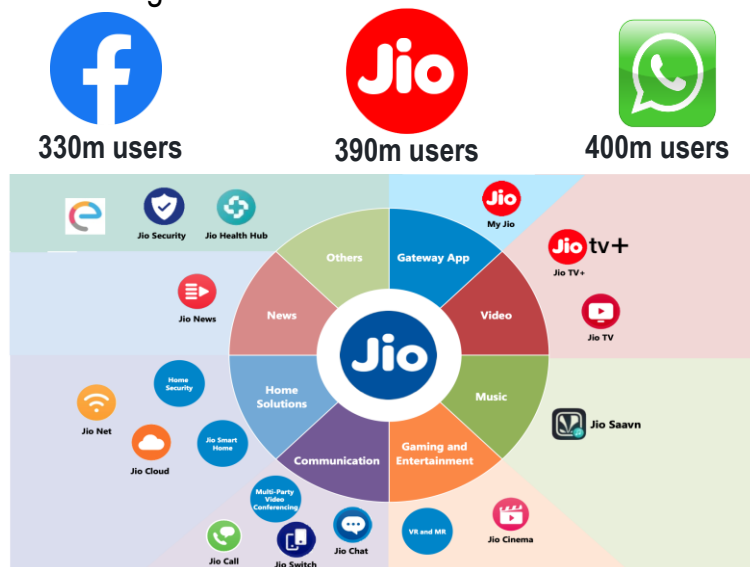 g
Jio
330m users
390m users
400m users
Jio
My Jio
Jio Security
Jio Health Hub
Others
Gateway App
Jio tv+
Jio TV+
Jio News
News
Video
Jio TV
Jio
Home
Security
Home
Solutions
Music
Jio Net
Jio Smart
Home
Jio Saavn
Jio Cloud
Communication
Gaming and
Entertainment
Multi-Party
Video
Conferencing
VR and MR
Jio Cinema
Jio Call
Jio Switch
Jio Chat